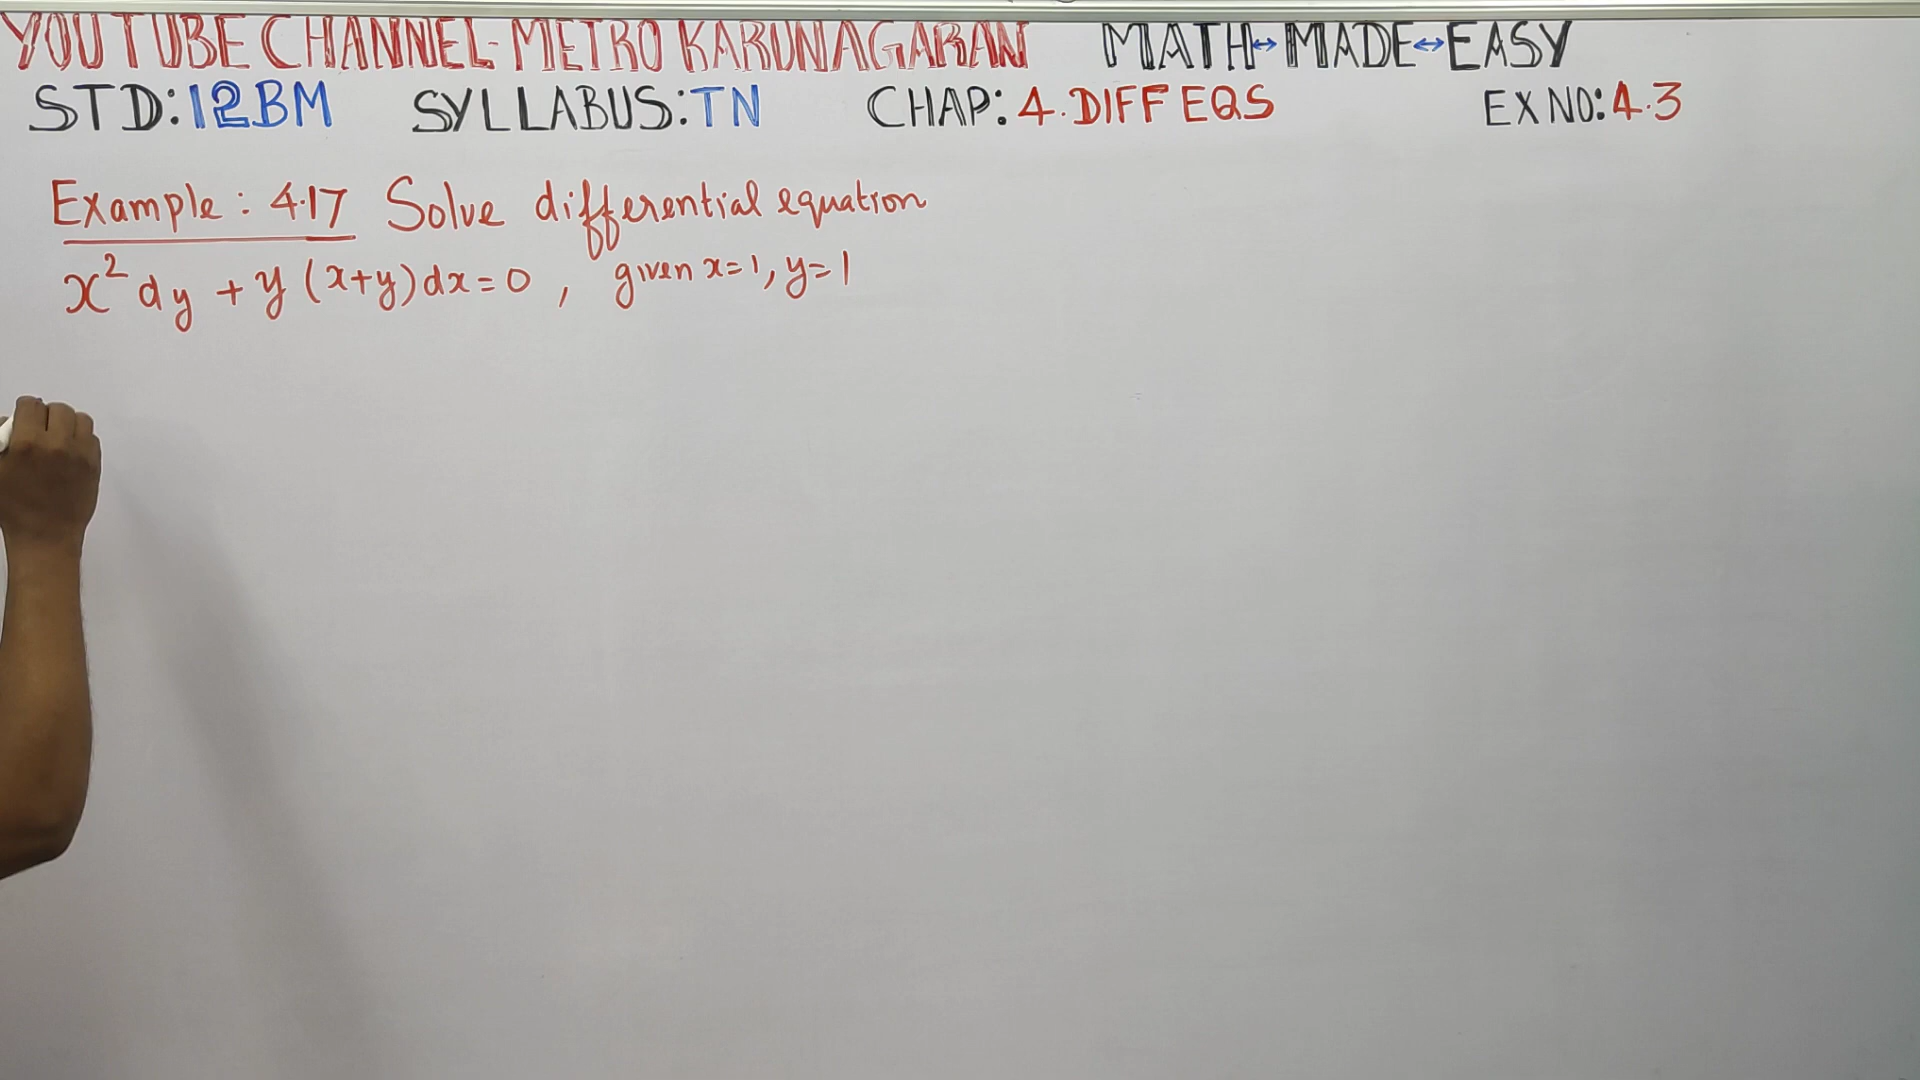 YOUTUBE CHANNEL-METRO KARUNAGARAN MATH↔MADE↔EASY
STD:12BM SYLLABUS:TN CHAP:4.DIFF EQS EX NO:4.3
Example: 4.17 Solve differential equation
x² dy + y (x+y)dx=0, given x=1, y=1